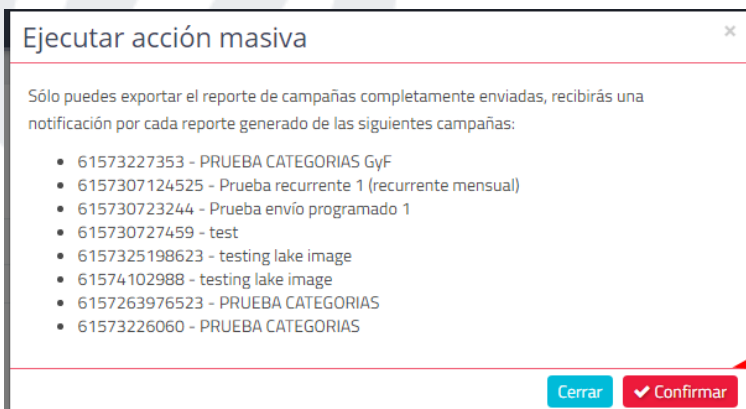 Ejecutar acción masiva
×
Sólo puedes exportar el reporte de campañas completamente enviadas, recibirás una
notificación por cada reporte generado de las siguientes campañas:
• 61573227353 - PRUEBA CATEGORIAS GyF
• 6157307124525 - Prueba recurrente 1 (recurrente mensual)
• 615730723244 - Prueba envío programado 1
• 615730727459 - test
• 6157325198623 - testing lake image
• 61574102988 - testing lake image
• 6157263976523 - PRUEBA CATEGORIAS
• 61573226060 - PRUEBA CATEGORIAS
Cerrar ✔ Confirmar